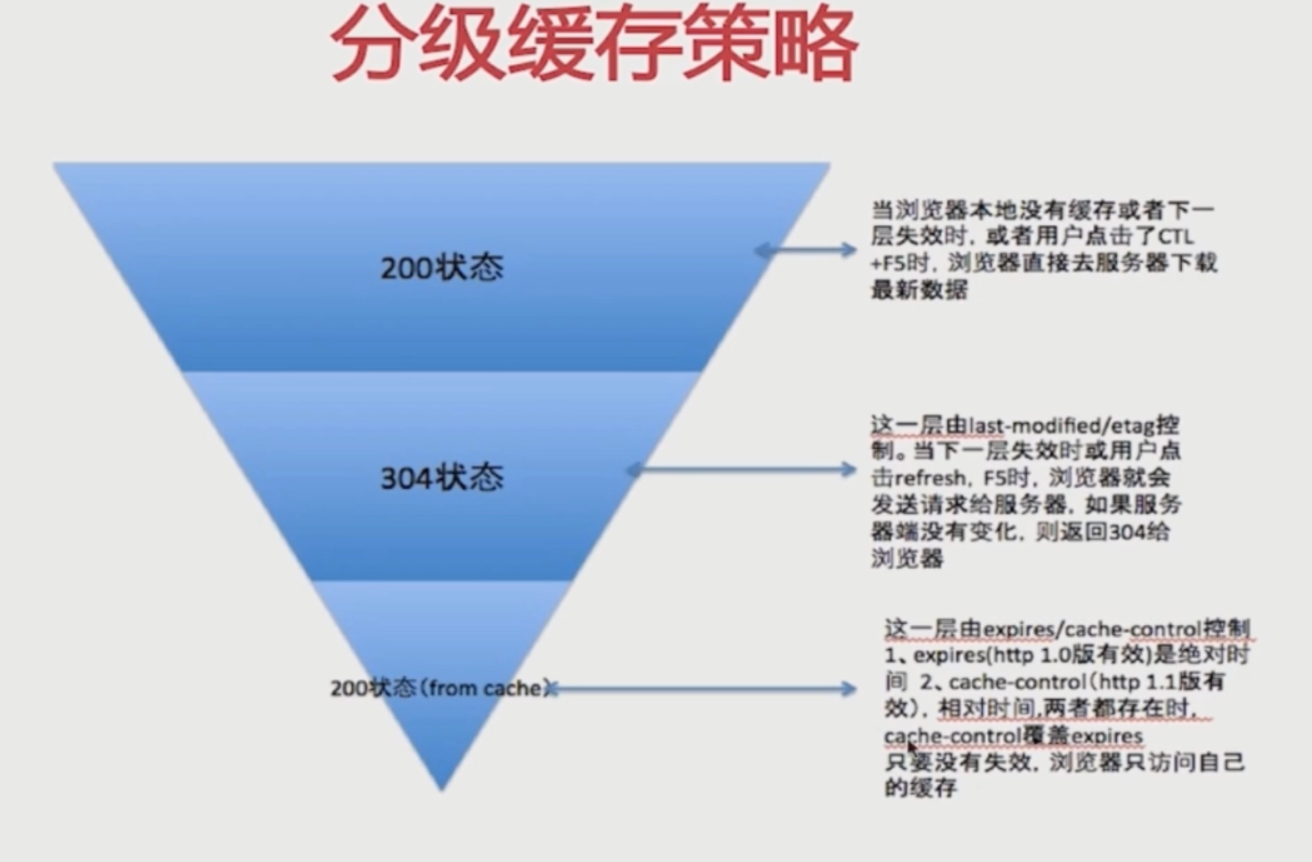 分级缓存策略
200状态
当浏览器本地没有缓存或者下一
层失效时，或者用户点击了CTL
+F5时，浏览器直接去服务器下载
最新数据
304状态
这一层由last-modified/etag控
制。当下一层失效时或用户点
击refresh，F5时，浏览器就会
发送请求给服务器，如果服务
器端没有变化，则返回304给
浏览器
200状态（from cache）
这一层由expires/cache-control控制
1、expires(http 1.0版有效)是绝对时
间 2、cache-control（http 1.1版有
效），相对时间,两者都存在时，
cache-control覆盖expires
只要没有失效，浏览器只访问自己
的缓存